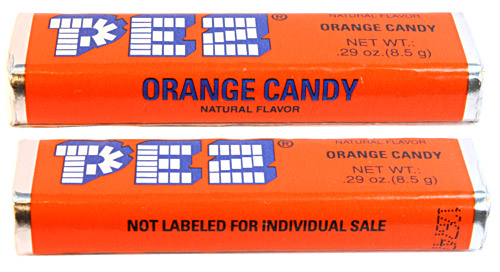 PEZ®
NATURAL FLAVOR
ORANGE CANDY
NET WT.:
.29 oz.(8.5 g)
ORANGE CANDY
NATURAL FLAVOR
PEZ®
NATURAL FLAVOR
ORANGE CANDY
NET WT.:
.29 oz.(8.5 g)
NOT LABELED FOR iNDIVIDUAL SALE